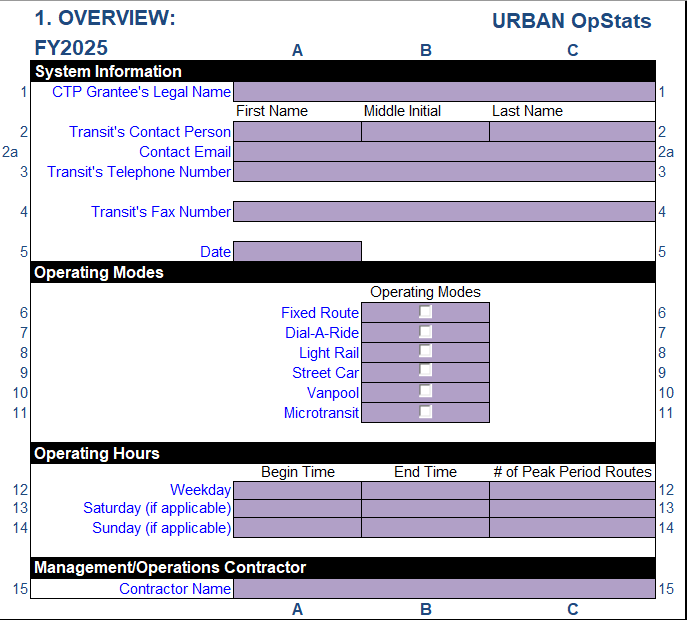 1. OVERVIEW: URBAN OpStats
FY2025 A B C
System Information
1 CTP Grantee's Legal Name 1
First Name Middle Initial Last Name
2 Transit's Contact Person 2
2a Contact Email 2a
3 Transit's Telephone Number 3
4 Transit's Fax Number 4
5 Date 5
Operating Modes
Operating Modes
6 Fixed Route 6
7 Dial-A-Ride 7
8 Light Rail 8
9 Street Car 9
10 Vanpool 10
11 Microtransit 11
Operating Hours
Begin Time End Time # of Peak Period Routes
12 Weekday 12
13 Saturday (if applicable) 13
14 Sunday (if applicable) 14
Management/Operations Contractor
15 Contractor Name 15
A B C